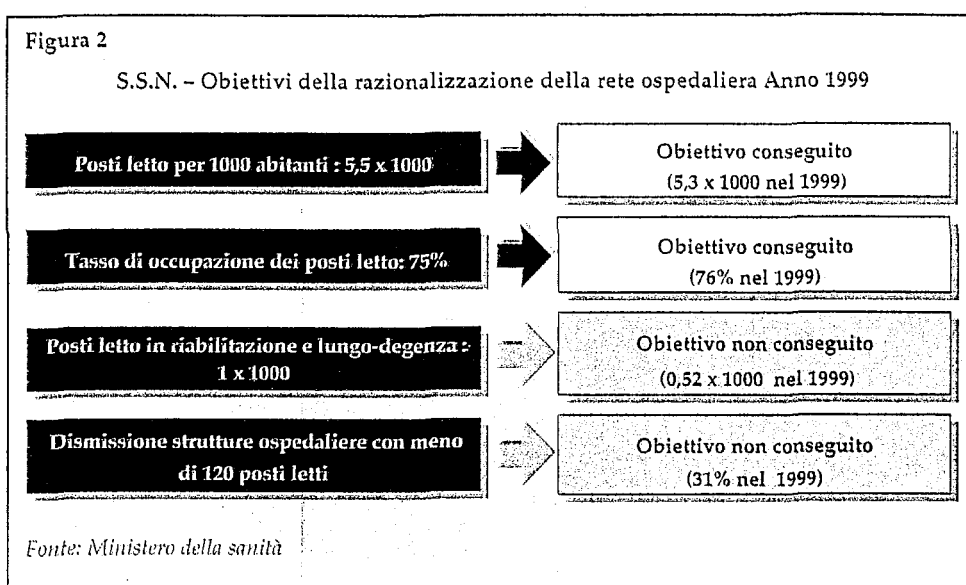 Figura 2
S.S.N. – Obiettivi della razionalizzazione della rete ospedaliera Anno 1999
Posti letto per 1000 abitanti : 5,5 x 1000
Obiettivo conseguito
(5,3 x 1000 nel 1999)
Tasso di occupazione dei posti letto: 75%
Obiettivo conseguito
(76% nel 1999)
Posti letto in riabilitazione e lungo-degenza :
1 x 1000
Obiettivo non conseguito
(0,52 x 1000 nel 1999)
Dismissione strutture ospedaliere con meno
di 120 posti letti
Obiettivo non conseguito
(31% nel 1999)
Fonte: Ministero della sanità